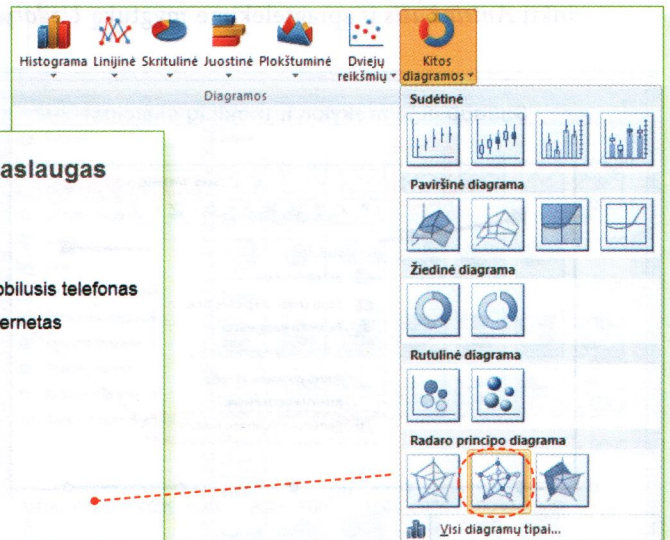 Histograma Linijinė Skritulinė Juostinė Plokštuminė Dviejų reikšmių Kitos diagramos
Diagramos
Sudėtinė
Paviršinė diagrama
Žiedinė diagrama
Rutulinė diagrama
Radaro principo diagrama
Visi diagramų tipai...
aslaugas
obilusis telefonas
ernetas